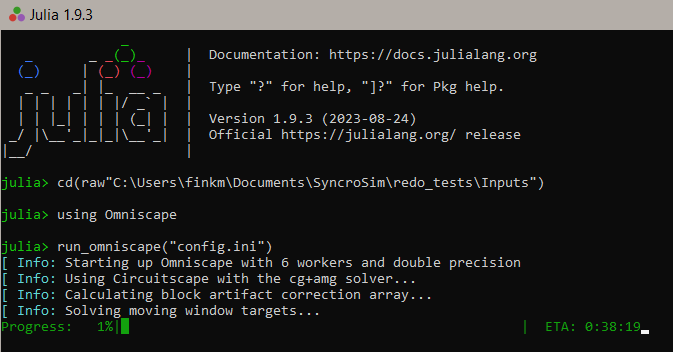 Julia 1.9.3
Documentation: https://docs.julialang.org
Type "?" for help, "]?" for Pkg help.
Version 1.9.3 (2023-08-24)
Official https://julialang.org/ release
julia> cd(raw"C:\Users\finkm\Documents\SyncroSim\redo_tests\Inputs")
julia> using Omniscape
julia> run_omniscape("config.ini")
[ Info: Starting up Omniscape with 6 workers and double precision
[ Info: Using Circuitscape with the cg+amg solver...
[ Info: Calculating block artifact correction array...
[ Info: Solving moving window targets...
Progress:   1%|█ |  ETA: 0:38:19